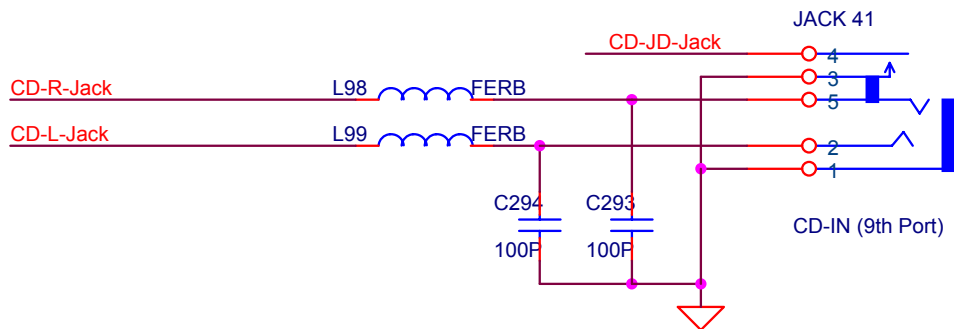 JACK 41
CD-JD-Jack
4
3
CD-R-Jack
L98
FERB
5
CD-L-Jack
L99
FERB
2
1
C294
C293
100P
100P
CD-IN (9th Port)